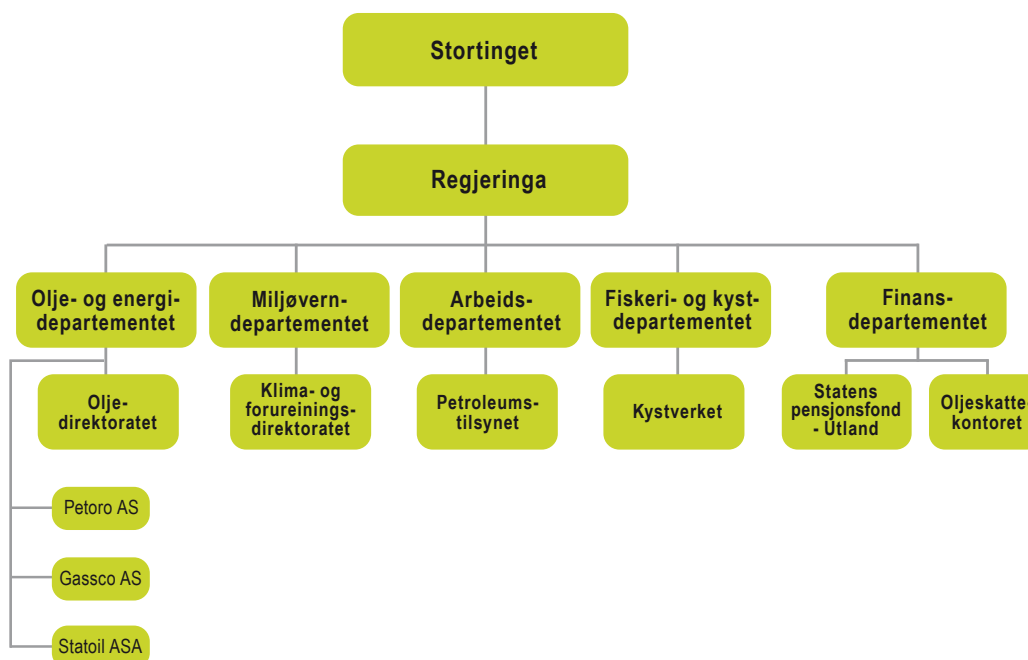 Stortinget
Regjeringa
Olje- og energi-
departementet
Miljøvern-
departementet
Arbeids-
departementet
Fiskeri- og kyst-
departementet
Finans-
departementet
Olje-
direktoratet
Klima- og
forureinings-
direktoratet
Petroleums-
tilsynet
Kystverket
Statens
pensjonsfond
- Utland
Oljeskatte-
kontoret
Petoro AS
Gassco AS
Statoil ASA